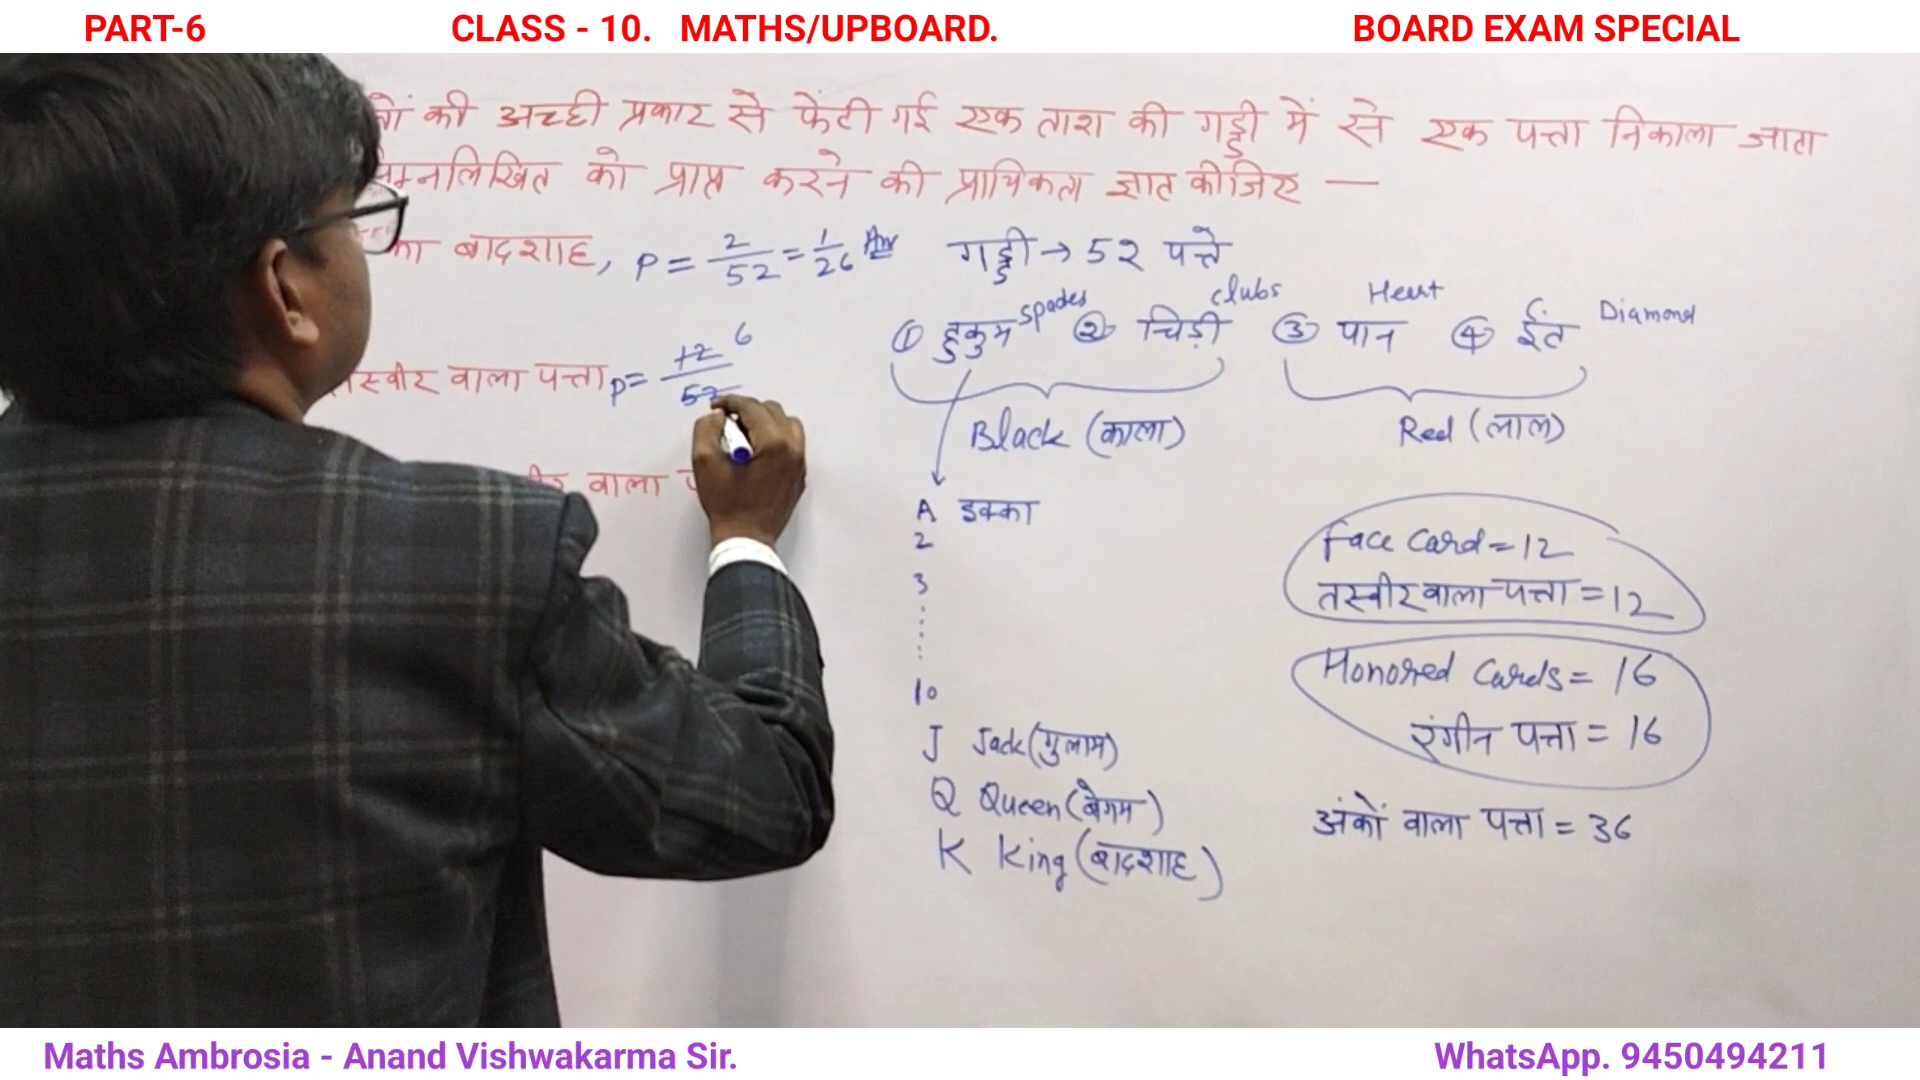 PART-6 CLASS - 10. MATHS/UPBOARD. BOARD EXAM SPECIAL
की अच्छी प्रकार से फेंटी गई एक ताश की गड्डी में से एक पत्ता निकाला जाता
म्नलिखित को प्राप्त करने की प्रायिकता ज्ञात कीजिए —
का बादशाह, P = 2/52 = 1/26 Ans
तस्वीर वाला पत्ता P = 12/52 6
वाला
गड्डी → 52 पत्ते
① हुकुम spades ② चिड़ी clubs ③ पान Heart ④ ईंट Diamond
Black (काला) Red (लाल)
A इक्का
2
3
10
J Jack (गुलाम)
Q Queen (बेगम)
K King (बादशाह)
Face Card = 12
तस्वीर वाला पत्ता = 12
Honored Cards = 16
रंगीन पत्ता = 16
अंकों वाला पत्ता = 36
Maths Ambrosia - Anand Vishwakarma Sir. WhatsApp. 9450494211